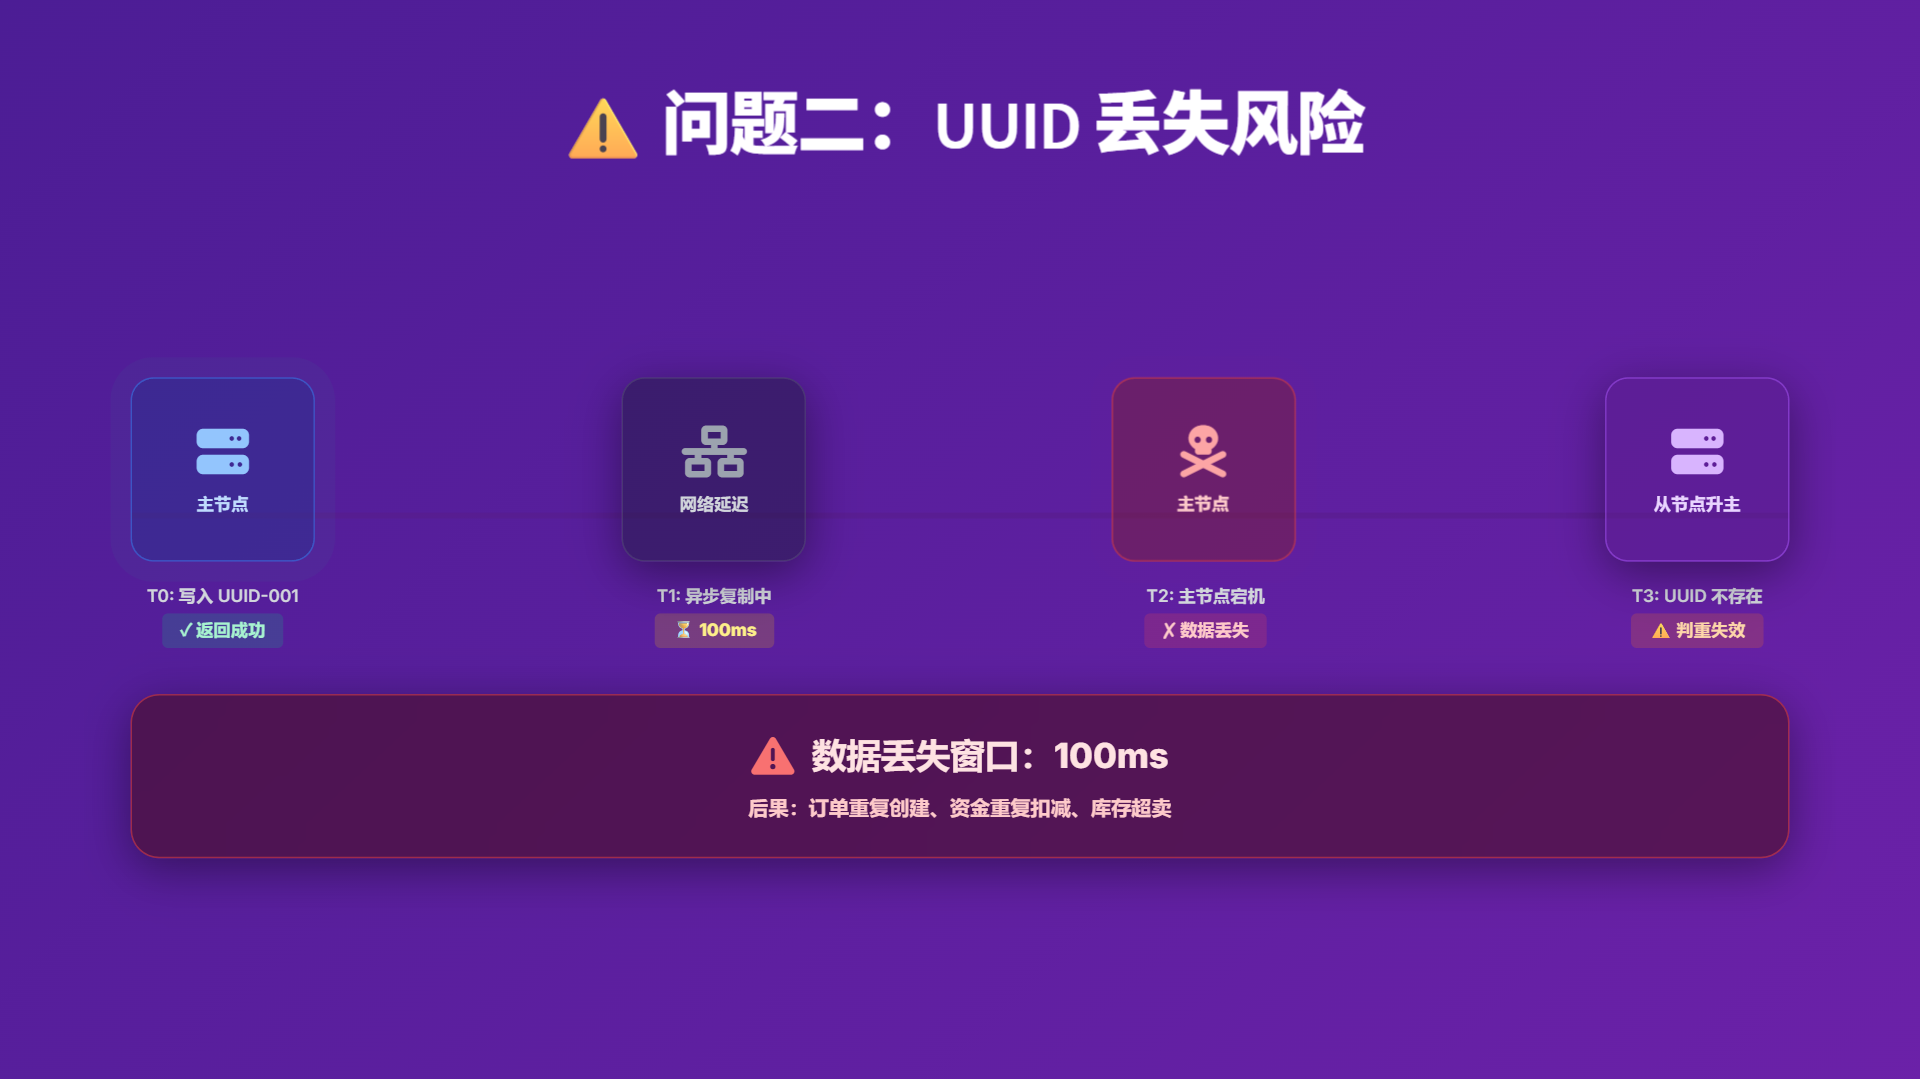 ⚠️ 问题二：UUID 丢失风险
主节点
T0: 写入 UUID-001
✓ 返回成功
网络延迟
T1: 异步复制中
⏳ 100ms
主节点
T2: 主节点宕机
✗ 数据丢失
从节点升主
T3: UUID 不存在
⚠️ 判重失效
数据丢失窗口：100ms
后果：订单重复创建、资金重复扣减、库存超卖